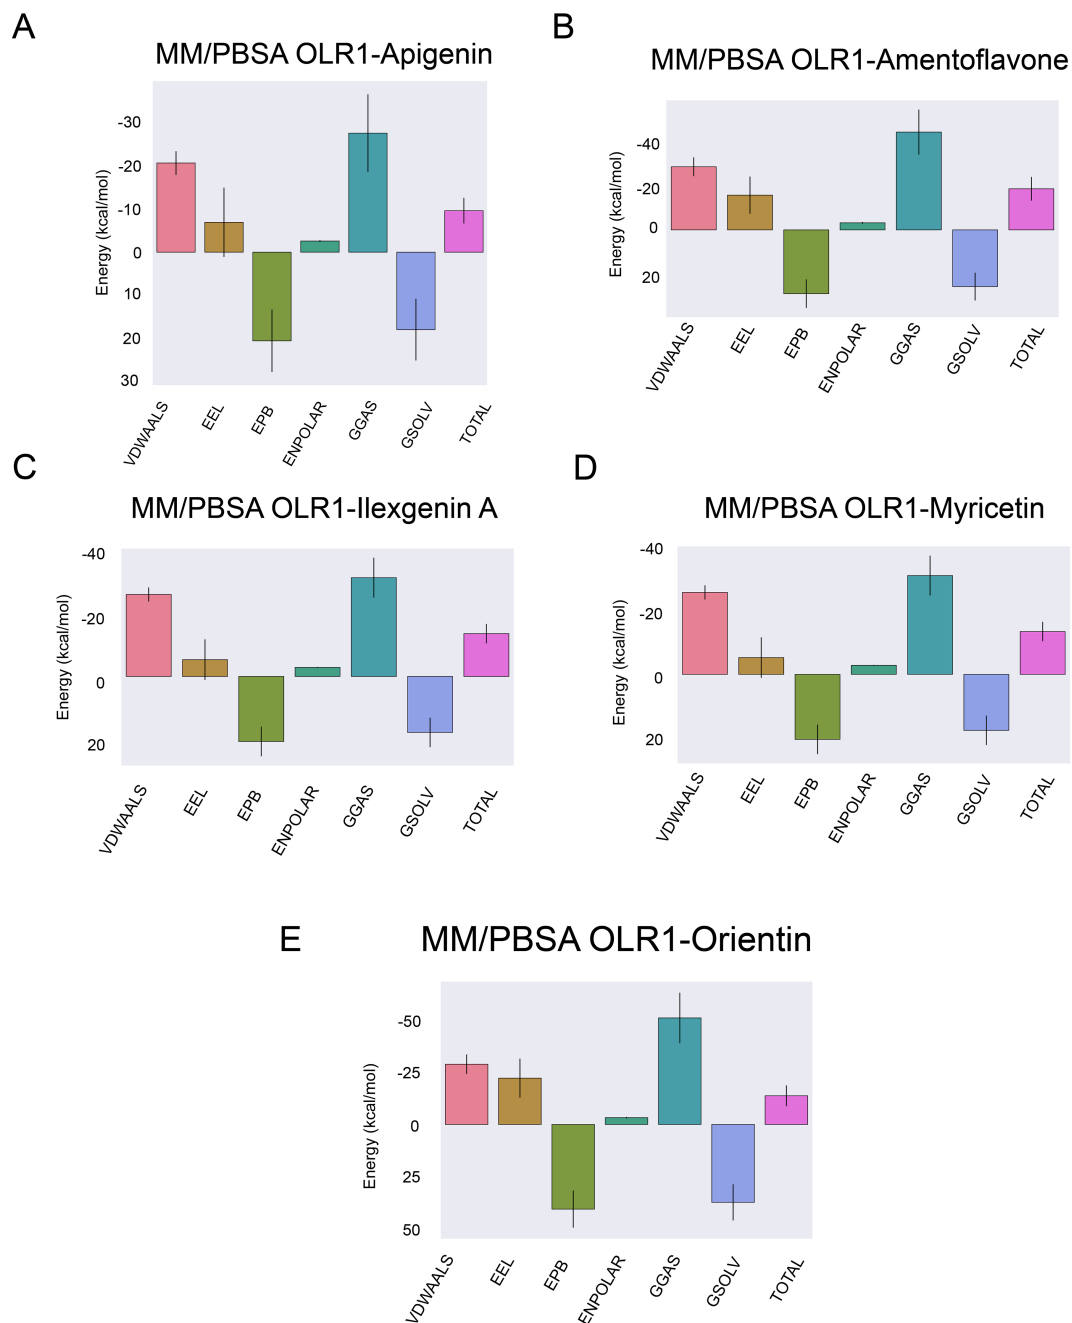 A
MM/PBSA OLR1-Apigenin
Energy (kcal/mol)
-30
-20
-10
0
10
20
30
VDWAALS
EEL
EPB
ENPOLAR
GGAS
GSOLV
TOTAL
B
MM/PBSA OLR1-Amentoflavone
Energy (kcal/mol)
-40
-20
0
20
VDWAALS
EEL
EPB
ENPOLAR
GGAS
GSOLV
TOTAL
C
MM/PBSA OLR1-Ilexgenin A
Energy (kcal/mol)
-40
-20
0
20
VDWAALS
EEL
EPB
ENPOLAR
GGAS
GSOLV
TOTAL
D
MM/PBSA OLR1-Myricetin
Energy (kcal/mol)
-40
-20
0
20
VDWAALS
EEL
EPB
ENPOLAR
GGAS
GSOLV
TOTAL
E
MM/PBSA OLR1-Orientin
Energy (kcal/mol)
-50
-25
0
25
50
VDWAALS
EEL
EPB
ENPOLAR
GGAS
GSOLV
TOTAL